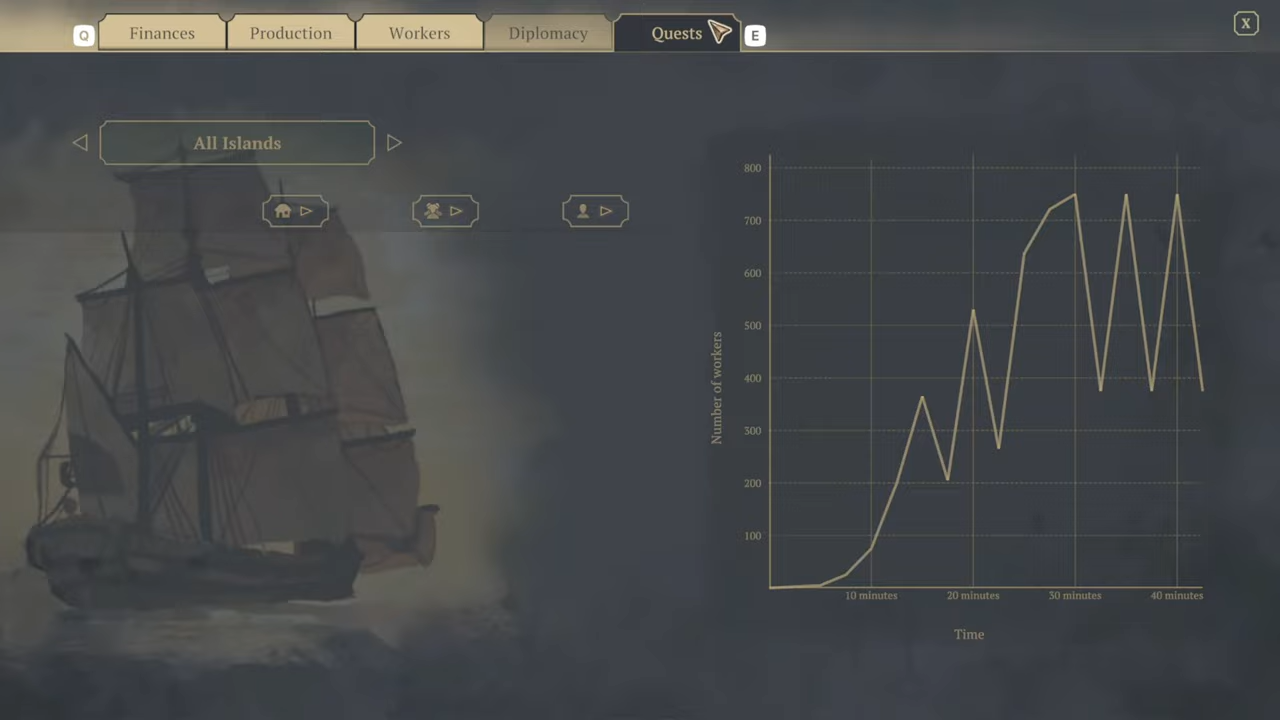 Q
Finances
Production
Workers
Diplomacy
Quests
E
X
All Islands
800
700
600
500
400
300
200
100
Number of workers
10 minutes
20 minutes
30 minutes
40 minutes
Time